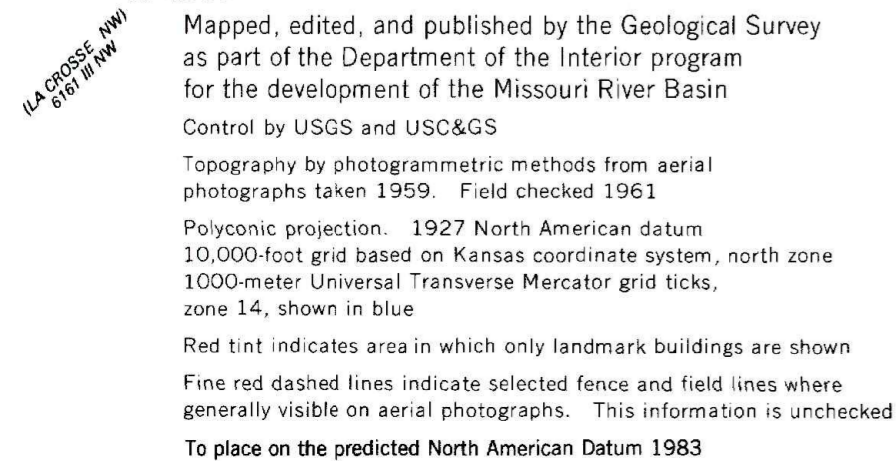 (LA CROSSE NW)
6161 III NW
Mapped, edited, and published by the Geological Survey
as part of the Department of the Interior program
for the development of the Missouri River Basin
Control by USGS and USC&GS
Topography by photogrammetric methods from aerial
photographs taken 1959. Field checked 1961
Polyconic projection. 1927 North American datum
10,000-foot grid based on Kansas coordinate system, north zone
1000-meter Universal Transverse Mercator grid ticks,
zone 14, shown in blue
Red tint indicates area in which only landmark buildings are shown
Fine red dashed lines indicate selected fence and field lines where
generally visible on aerial photographs. This information is unchecked
To place on the predicted North American Datum 1983